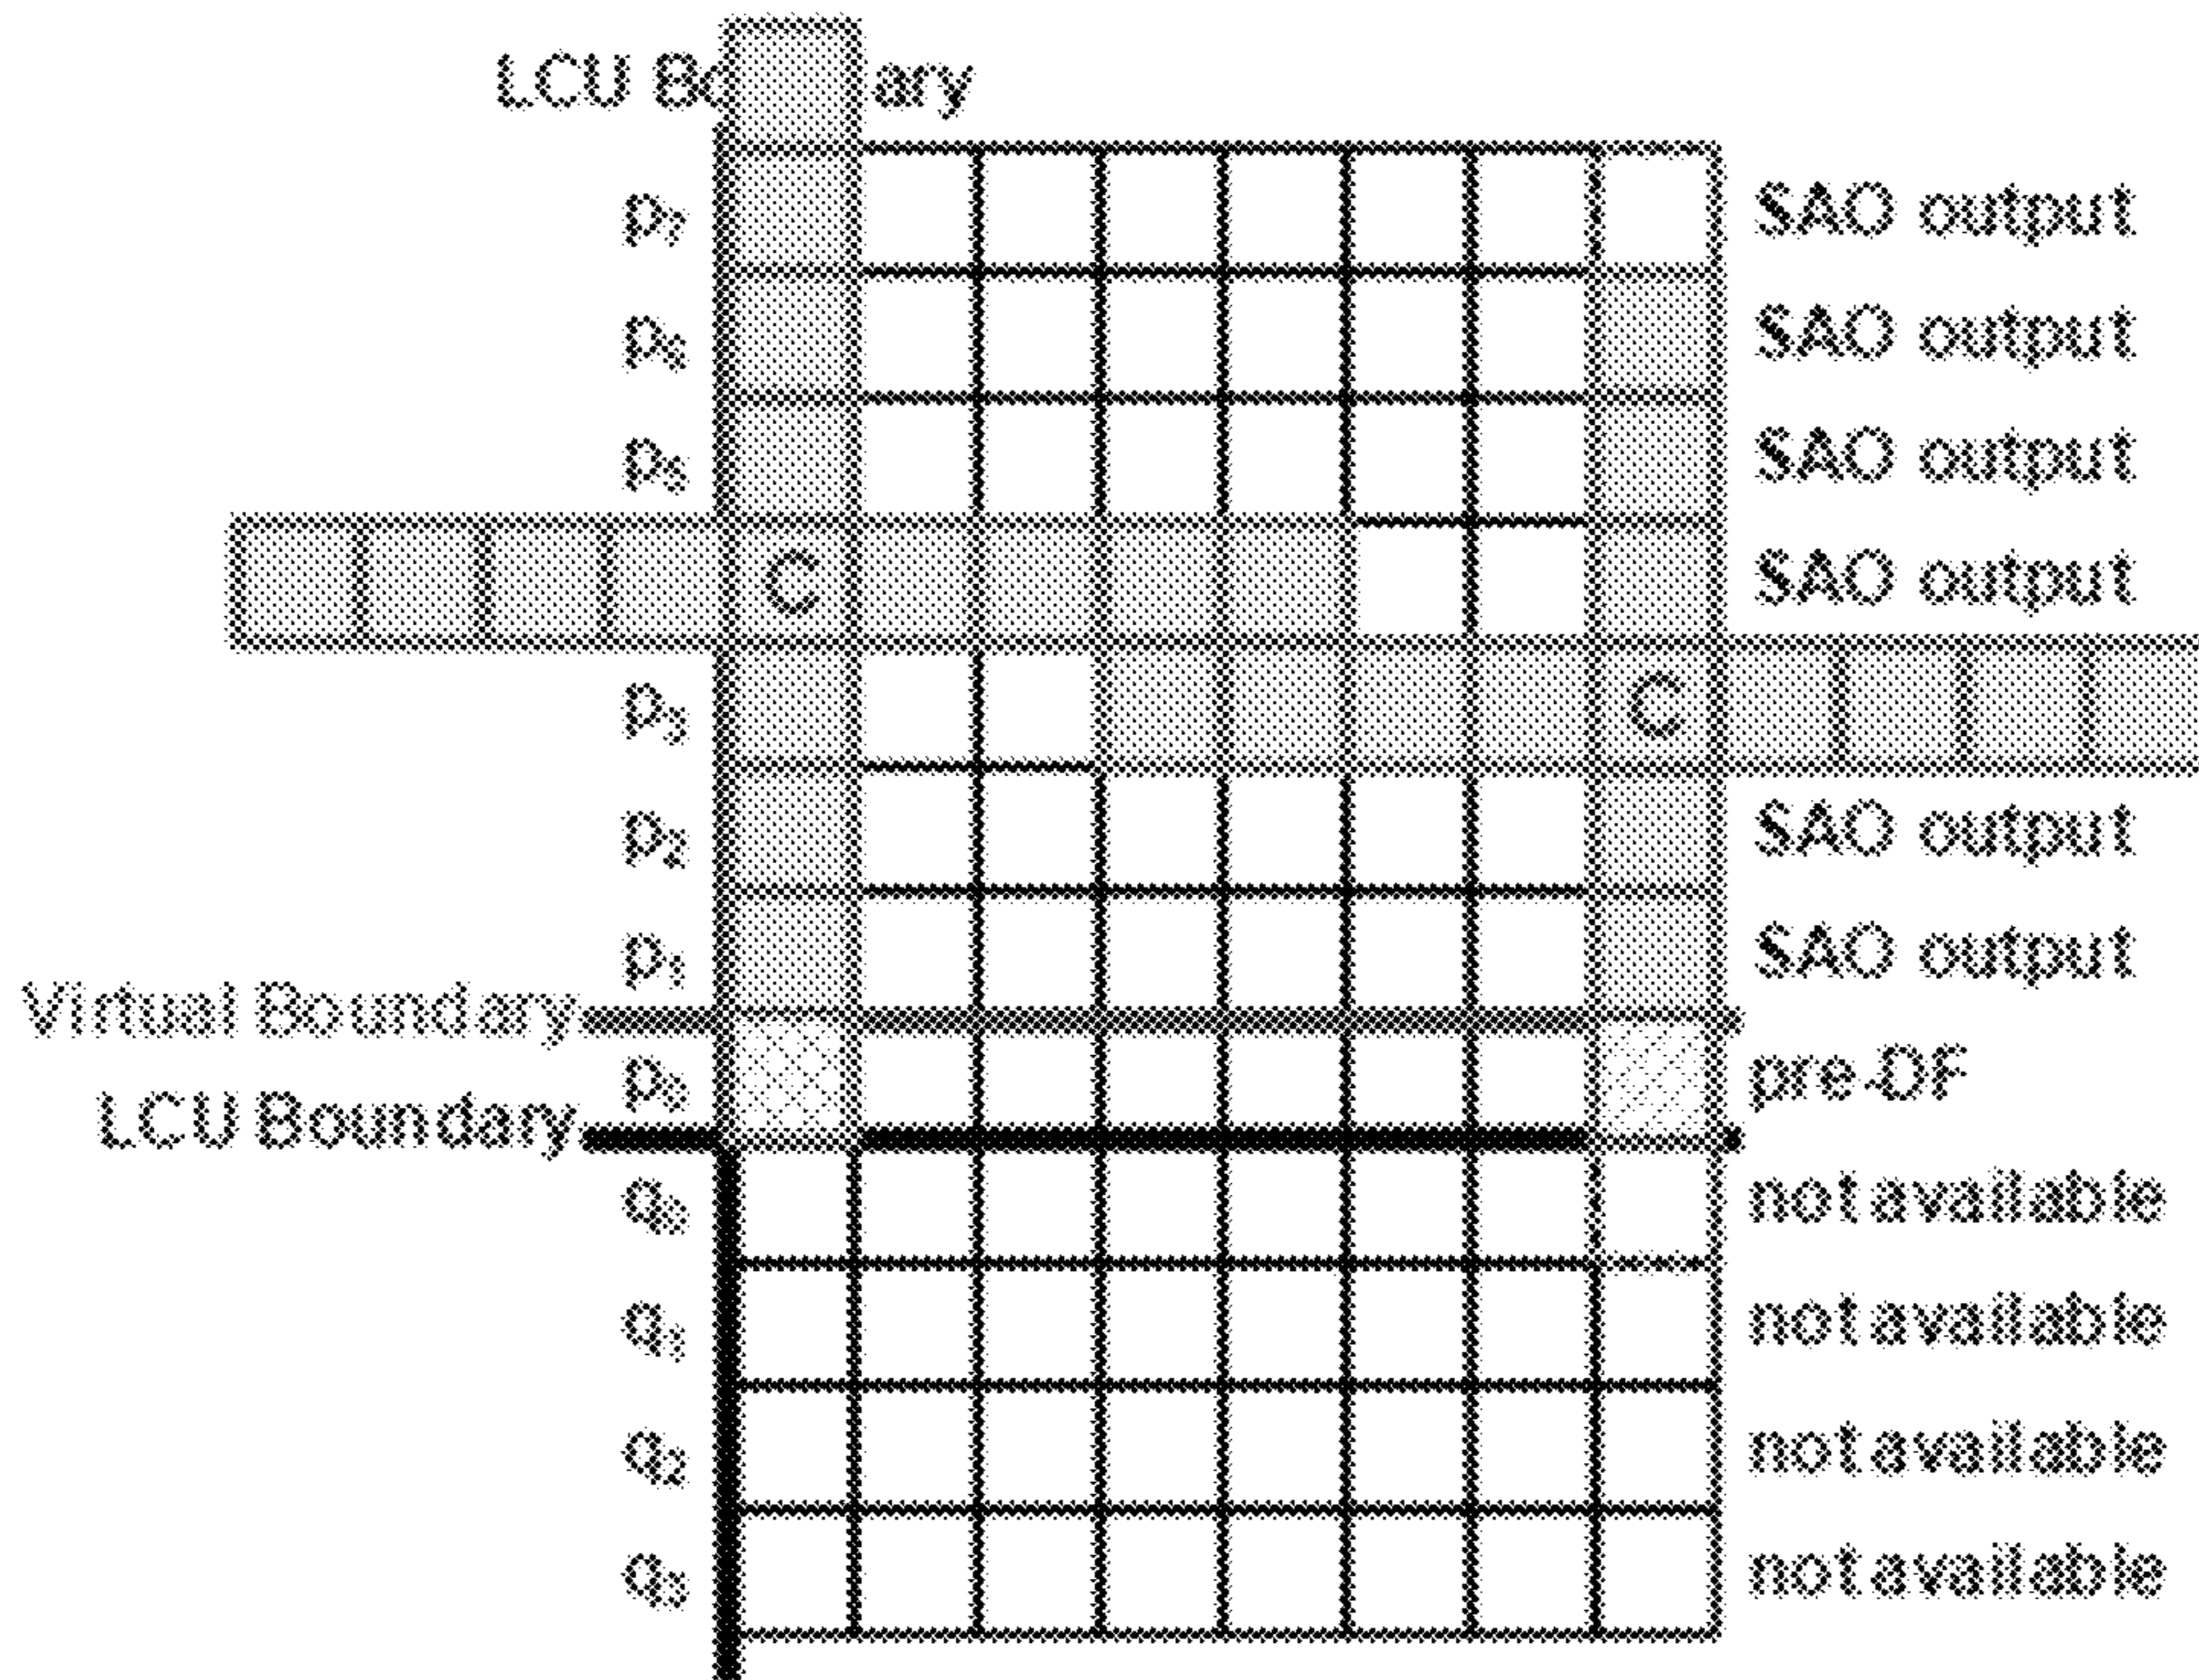 LCU Bo ary
p7 SAO output
p6 SAO output
p5 SAO output
C SAO output
p3 C
p2 SAO output
p1 SAO output
Virtual Boundary
p0 pre-DF
LCU Boundary
q0 not available
q1 not available
q2 not available
q3 not available